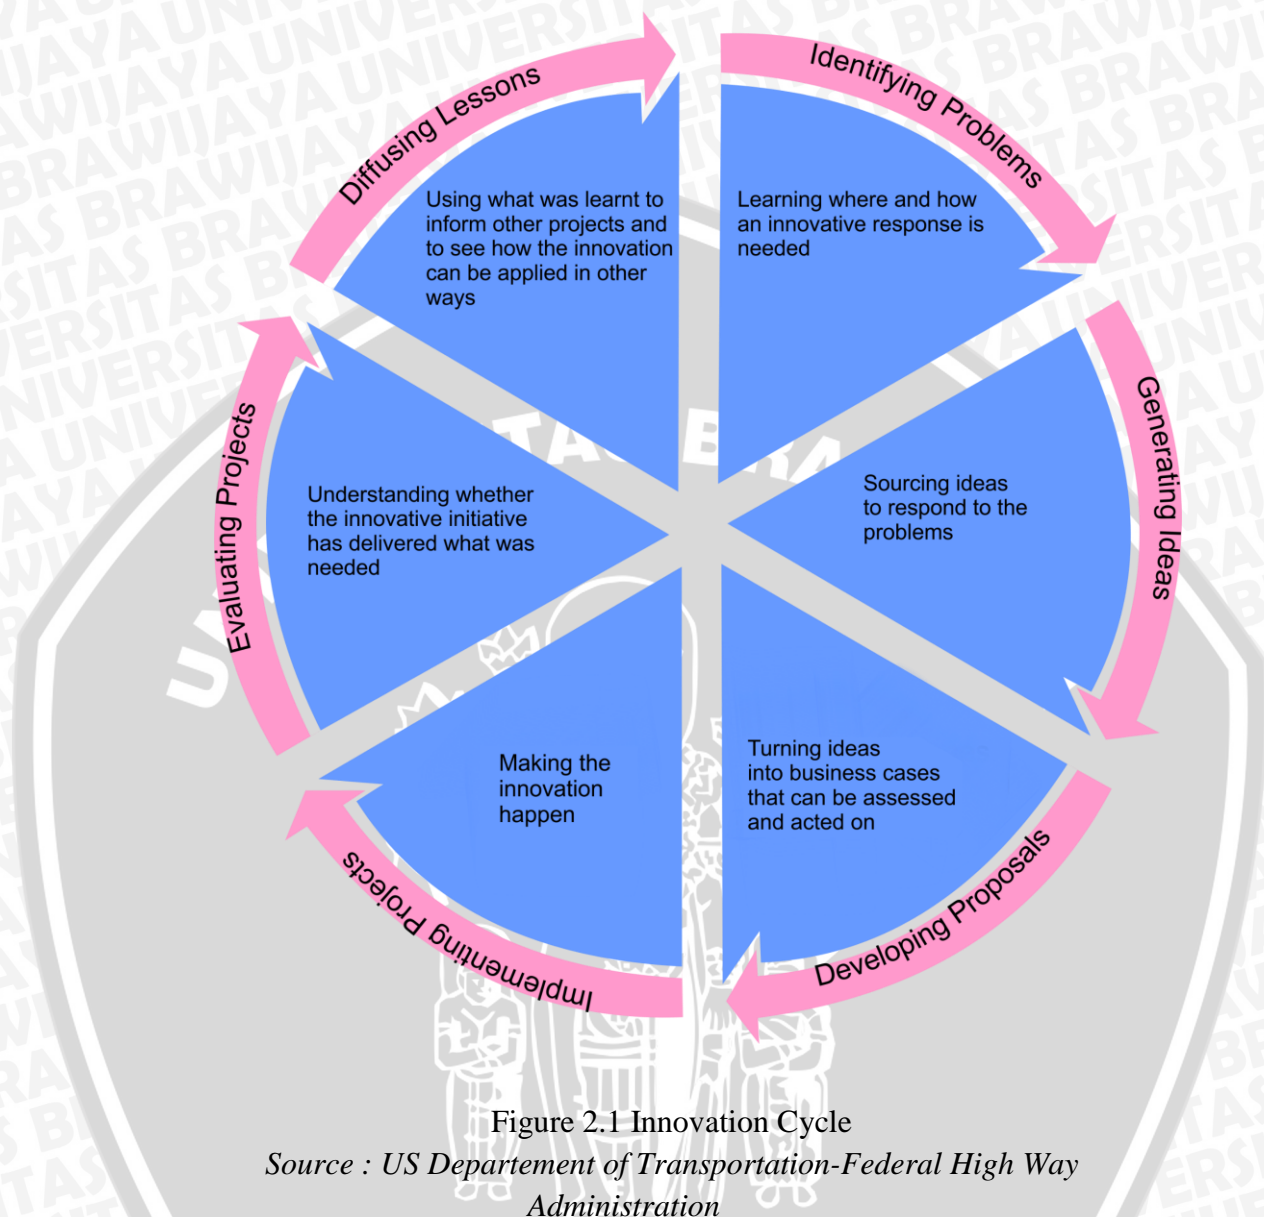 Identifying Problems
Learning where and how
an innovative response is
needed
Generating Ideas
Sourcing ideas
to respond to the
problems
Developing Proposals
Turning ideas
into business cases
that can be assessed
and acted on
Implementing Projects
Making the
innovation
happen
Evaluating Projects
Understanding whether
the innovative initiative
has delivered what was
needed
Diffusing Lessons
Using what was learnt to
inform other projects and
to see how the innovation
can be applied in other
ways
Figure 2.1 Innovation Cycle
Source : US Departement of Transportation-Federal High Way
Administration
UNIVERSITAS BRAWIJAYA